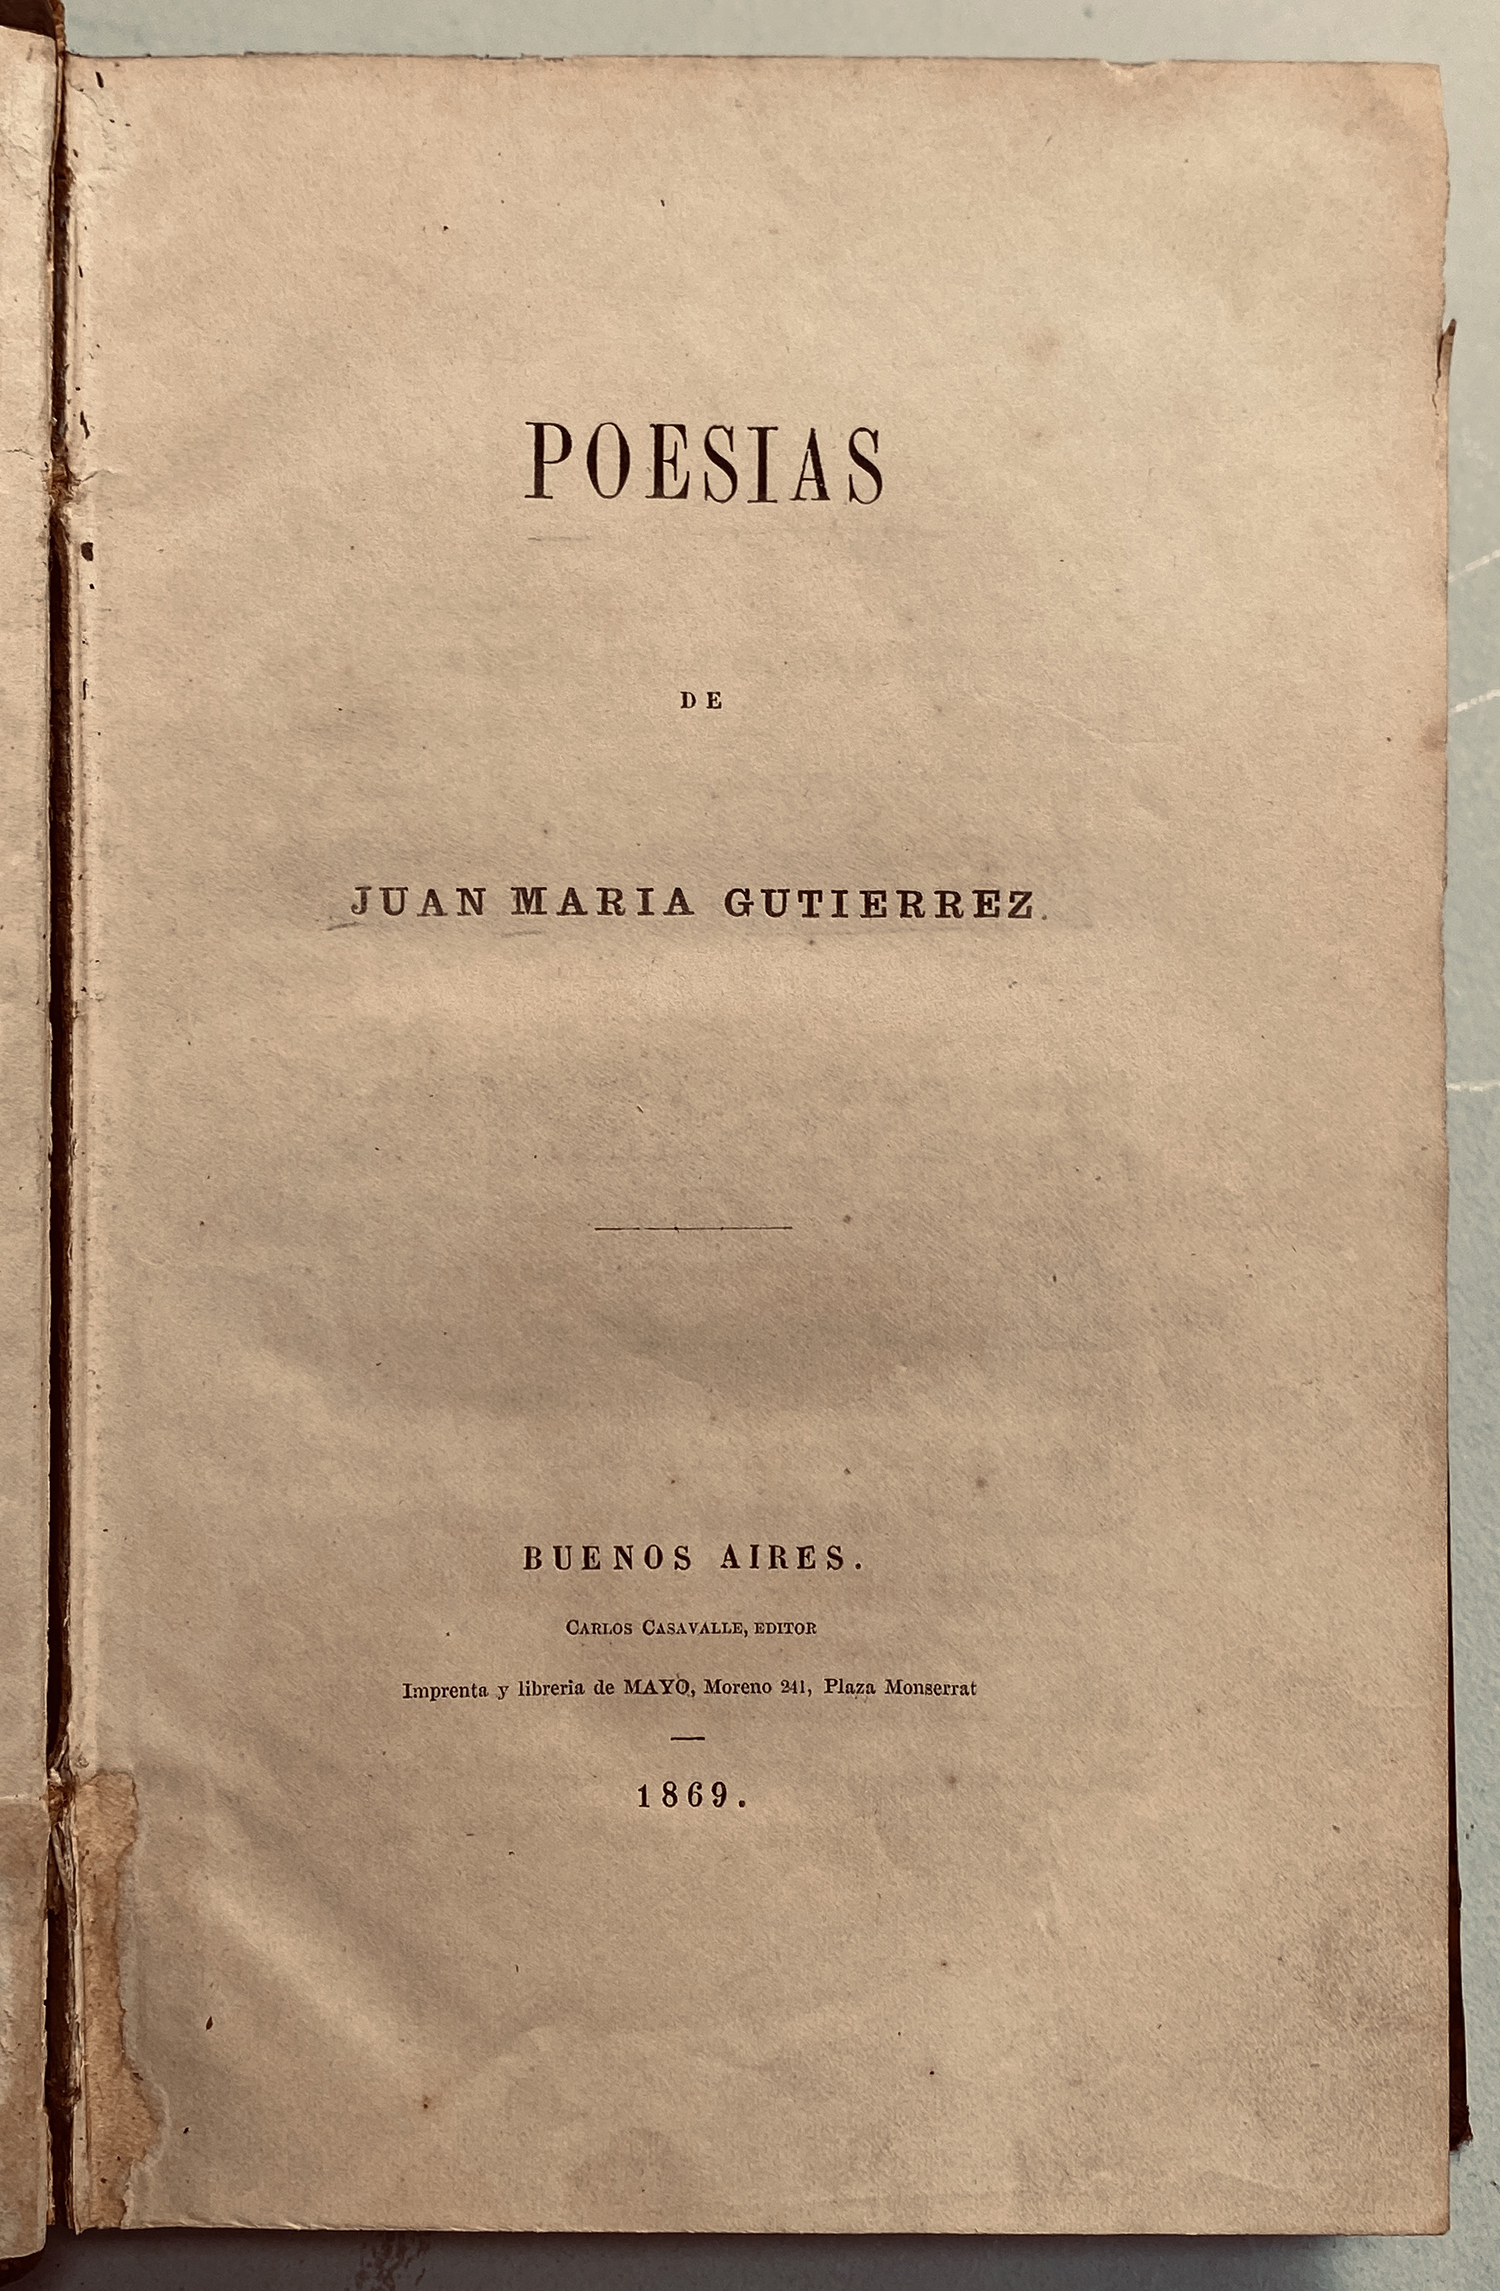 POESIAS
DE
JUAN MARIA GUTIERREZ.
BUENOS AIRES.
CARLOS CASAVALLE, EDITOR
Imprenta y libreria de MAYO, Moreno 241, Plaza Monserrat
1869.